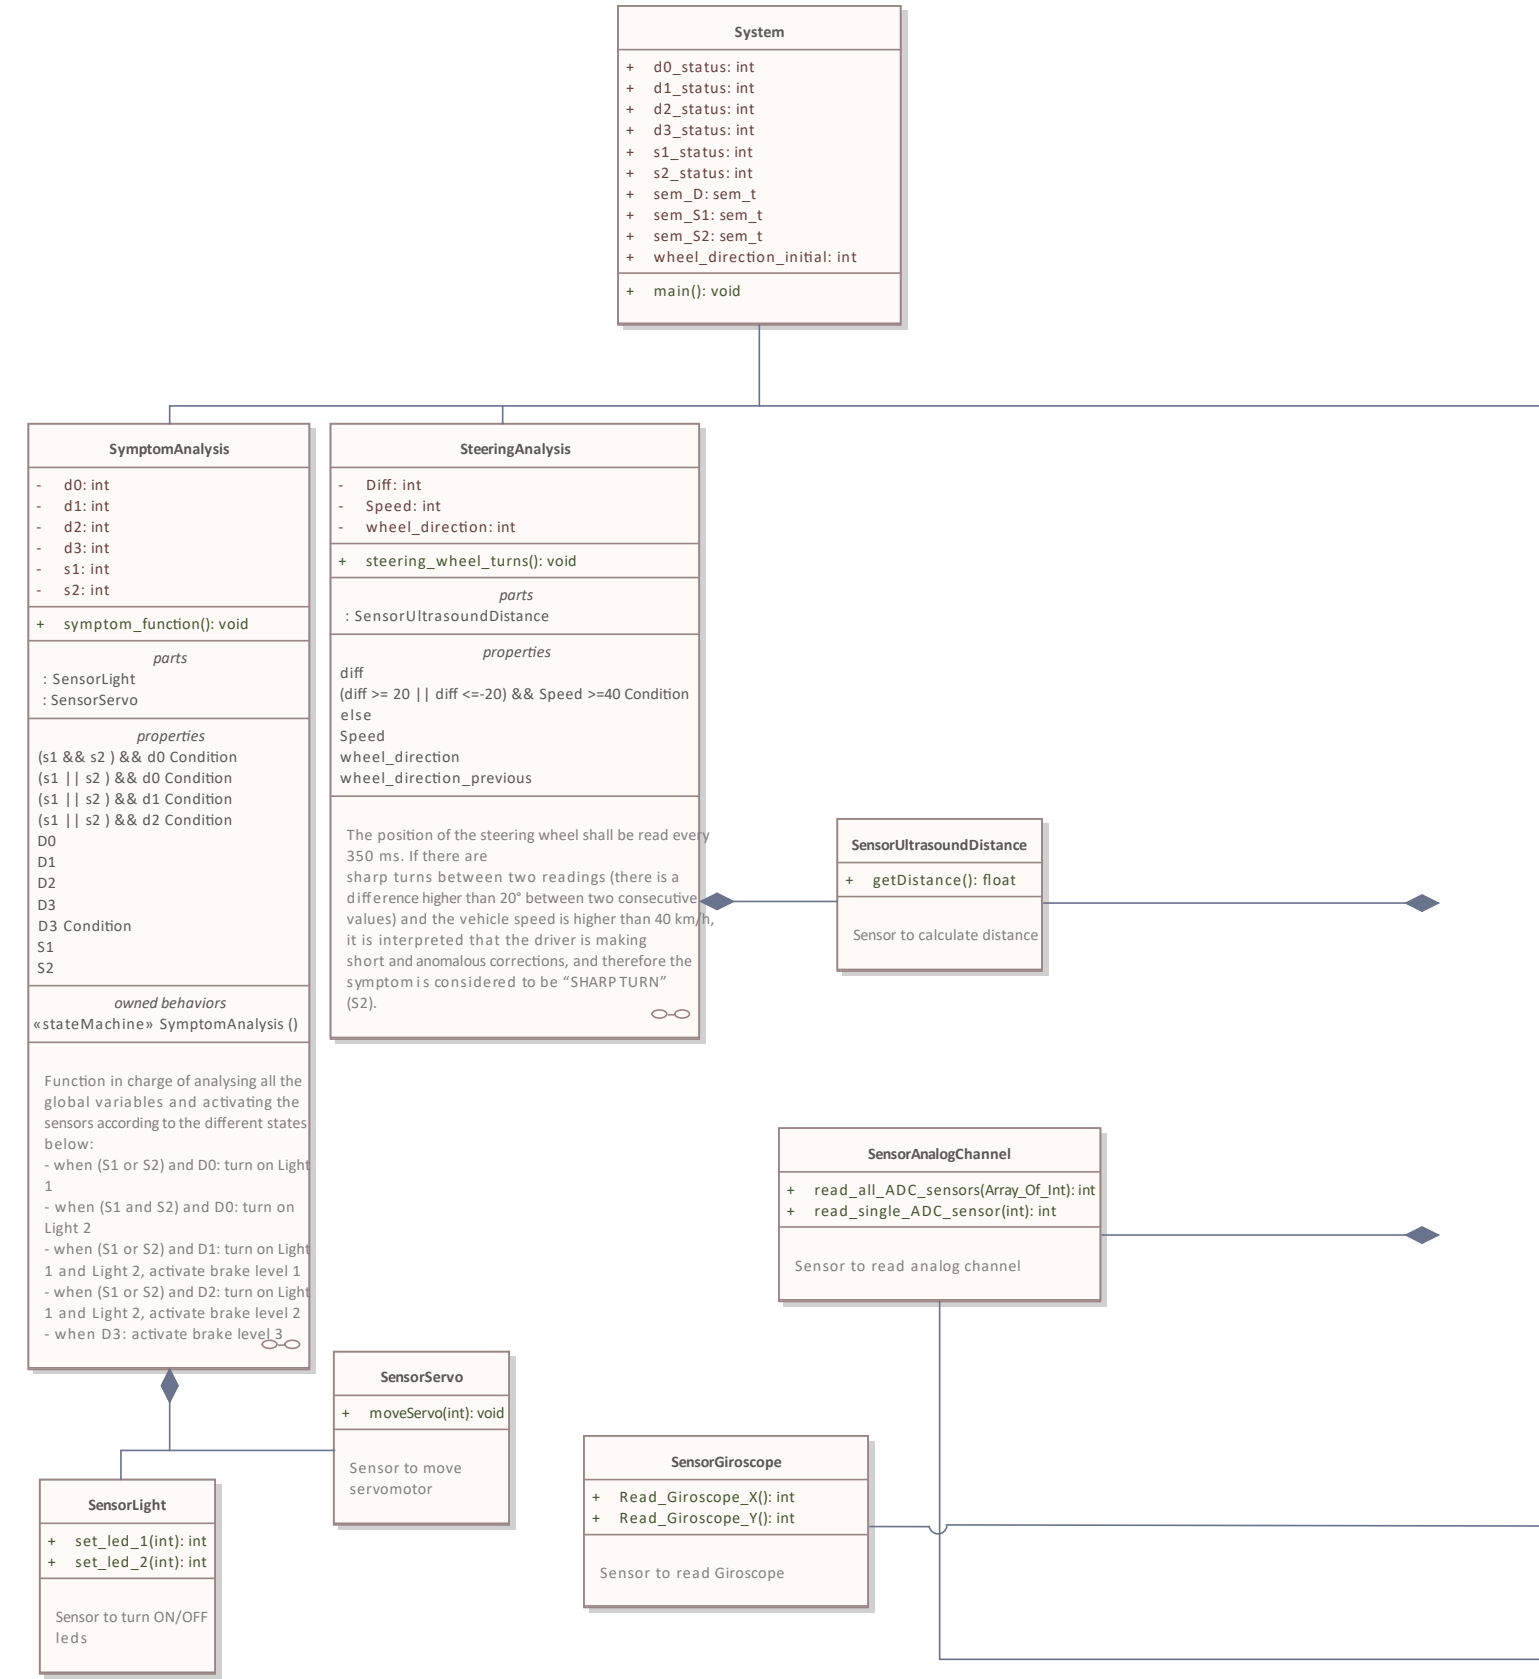 System
+ d0_status: int
+ d1_status: int
+ d2_status: int
+ d3_status: int
+ s1_status: int
+ s2_status: int
+ sem_D: sem_t
+ sem_S1: sem_t
+ sem_S2: sem_t
+ wheel_direction_initial: int
+ main(): void
SymptomAnalysis
- d0: int
- d1: int
- d2: int
- d3: int
- s1: int
- s2: int
+ symptom_function(): void
parts
: SensorLight
: SensorServo
properties
(s1 && s2 ) && d0 Condition
(s1 || s2 ) && d0 Condition
(s1 || s2 ) && d1 Condition
(s1 || s2 ) && d2 Condition
D0
D1
D2
D3
D3 Condition
S1
S2
owned behaviors
«stateMachine» SymptomAnalysis ()
Function in charge of analysing all the
global variables and activating the
sensors according to the different states
below:
- when (S1 or S2) and D0: turn on Light
1
- when (S1 and S2) and D0: turn on
Light 2
- when (S1 or S2) and D1: turn on Light
1 and Light 2, activate brake level 1
- when (S1 or S2) and D2: turn on Light
1 and Light 2, activate brake level 2
- when D3: activate brake level 3
SteeringAnalysis
- Diff: int
- Speed: int
- wheel_direction: int
+ steering_wheel_turns(): void
parts
: SensorUltrasoundDistance
properties
diff
(diff >= 20 || diff <=-20) && Speed >=40 Condition
else
Speed
wheel_direction
wheel_direction_previous
The position of the steering wheel shall be read every
350 ms. If there are
sharp turns between two readings (there is a
difference higher than 20° between two consecutive
values) and the vehicle speed is higher than 40 km/h,
it is interpreted that the driver is making
short and anomalous corrections, and therefore the
symptom is considered to be “SHARP TURN”
(S2).
SensorUltrasoundDistance
+ getDistance(): float
Sensor to calculate distance
SensorAnalogChannel
+ read_all_ADC_sensors(Array_Of_Int): int
+ read_single_ADC_sensor(int): int
Sensor to read analog channel
SensorServo
+ moveServo(int): void
Sensor to move
servomotor
SensorGiroscope
+ Read_Giroscope_X(): int
+ Read_Giroscope_Y(): int
Sensor to read Giroscope
SensorLight
+ set_led_1(int): int
+ set_led_2(int): int
Sensor to turn ON/OFF
leds